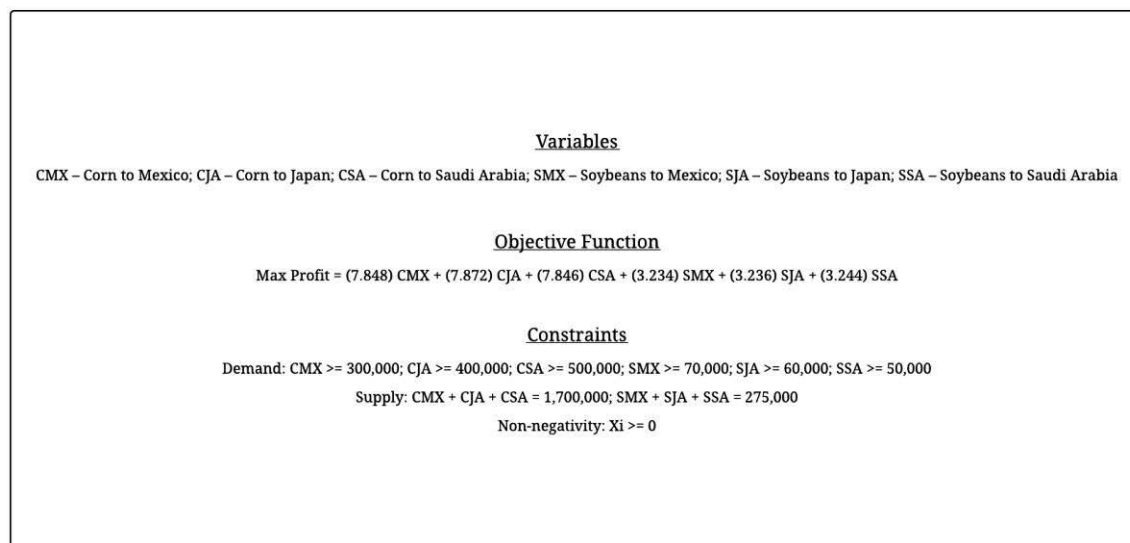 Variables
CMX – Corn to Mexico; CJA – Corn to Japan; CSA – Corn to Saudi Arabia; SMX – Soybeans to Mexico; SJA – Soybeans to Japan; SSA – Soybeans to Saudi Arabia
Objective Function
Max Profit = (7.848) CMX + (7.872) CJA + (7.846) CSA + (3.234) SMX + (3.236) SJA + (3.244) SSA
Constraints
Demand: CMX >= 300,000; CJA >= 400,000; CSA >= 500,000; SMX >= 70,000; SJA >= 60,000; SSA >= 50,000
Supply: CMX + CJA + CSA = 1,700,000; SMX + SJA + SSA = 275,000
Non-negativity: Xi >= 0